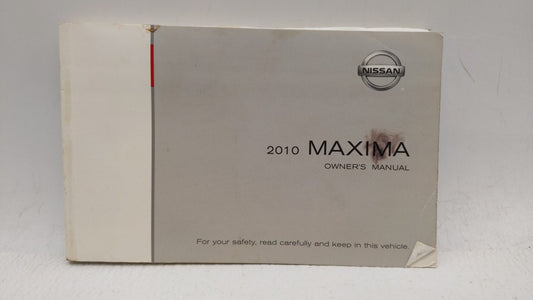 NISSAN
2010 MAXIMA
OWNER'S MANUAL
For your safety, read carefully and keep in this vehicle.